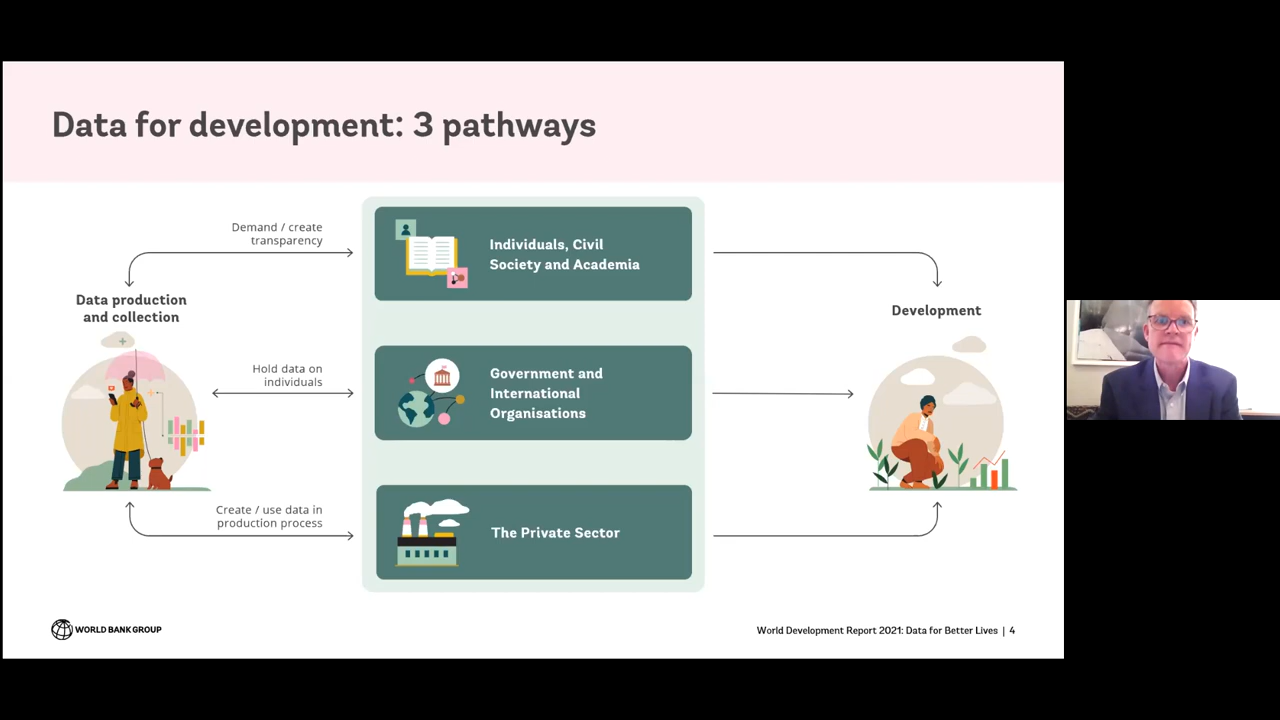 Data for development: 3 pathways
Demand / create
transparency
Individuals, Civil
Society and Academia
Data production
and collection
Development
Hold data on
individuals
Government and
International
Organisations
Create / use data in
production process
The Private Sector
WORLD BANK GROUP
World Development Report 2021: Data for Better Lives | 4